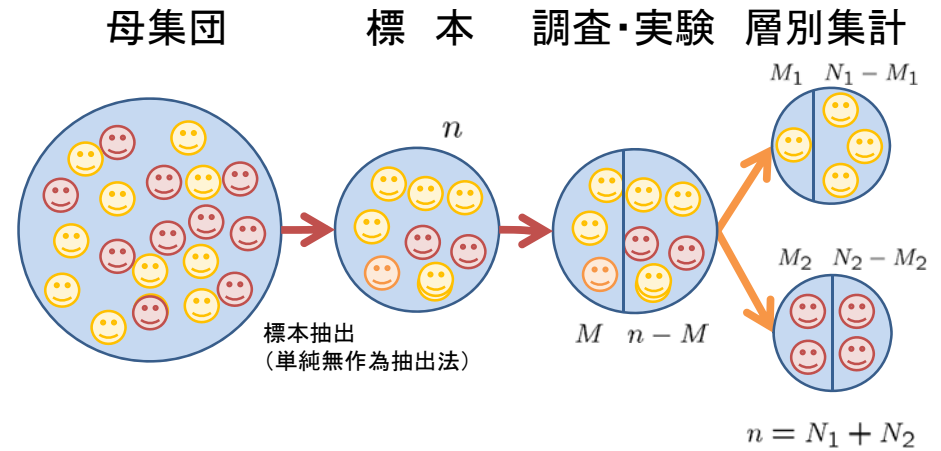 母集団
標 本
調査・実験
層別集計
n
標本抽出
(単純無作為抽出法)
M n − M
M₁ N₁ − M₁
M₂ N₂ − M₂
n = N₁ + N₂